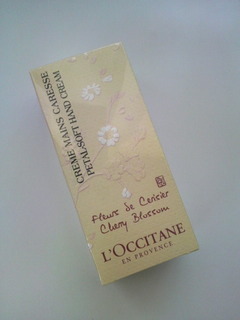 CRÈME MAINS CARESSE
PETAL-SOFT HAND CREAM
Fleurs de Cerisier
Cherry Blossom
L'OCCITANE
EN PROVENCE